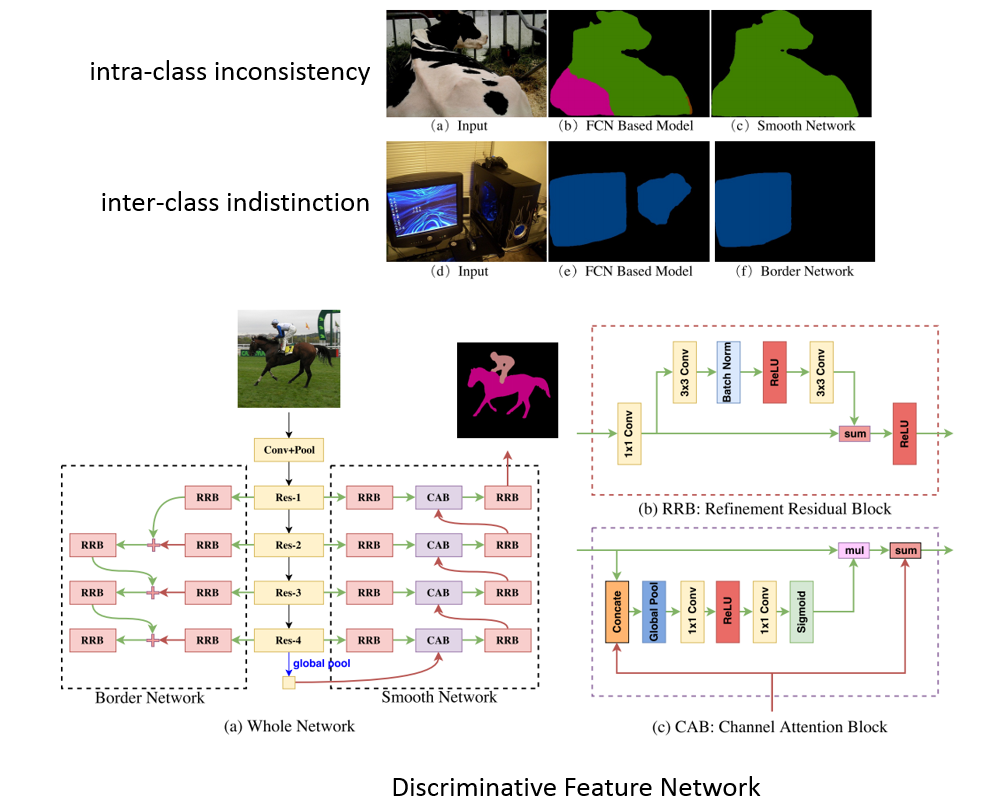 intra-class inconsistency
(a) Input
(b) FCN Based Model
(c) Smooth Network
inter-class indistinction
(d) Input
(e) FCN Based Model
(f) Border Network
Conv+Pool
RRB Res-1 RRB CAB RRB
RRB RRB Res-2 RRB CAB RRB
RRB RRB Res-3 RRB CAB RRB
RRB RRB Res-4 RRB CAB RRB
global pool
Border Network
Smooth Network
(a) Whole Network
1x1 Conv
3x3 Conv
Batch Norm
ReLU
3x3 Conv
sum
ReLU
(b) RRB: Refinement Residual Block
mul
sum
Concate
Global Pool
1x1 Conv
ReLU
1x1 Conv
Sigmoid
(c) CAB: Channel Attention Block
Discriminative Feature Network